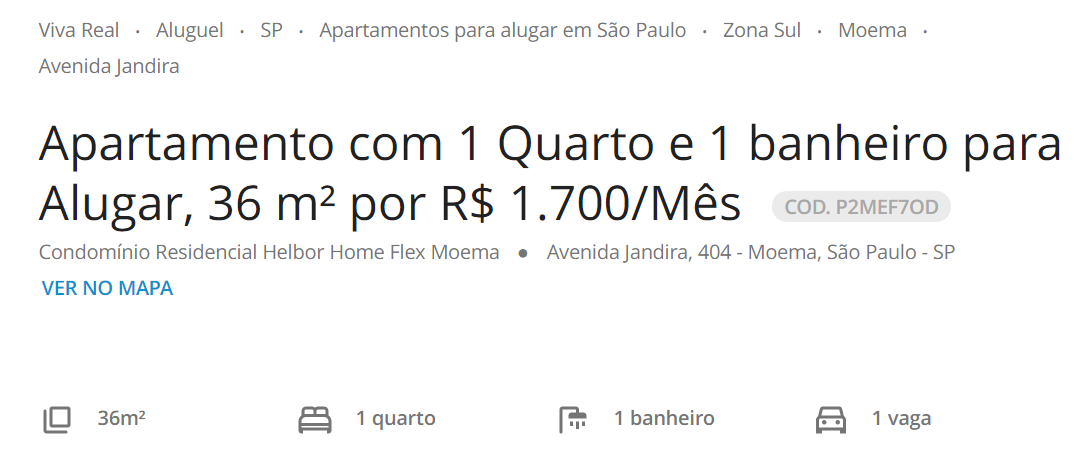 Viva Real · Aluguel · SP · Apartamentos para alugar em São Paulo · Zona Sul · Moema ·
Avenida Jandira
Apartamento com 1 Quarto e 1 banheiro para
Alugar, 36 m² por R$ 1.700/Mês COD. P2MEF7OD
Condomínio Residencial Helbor Home Flex Moema ● Avenida Jandira, 404 - Moema, São Paulo - SP
VER NO MAPA
36m² 1 quarto 1 banheiro 1 vaga